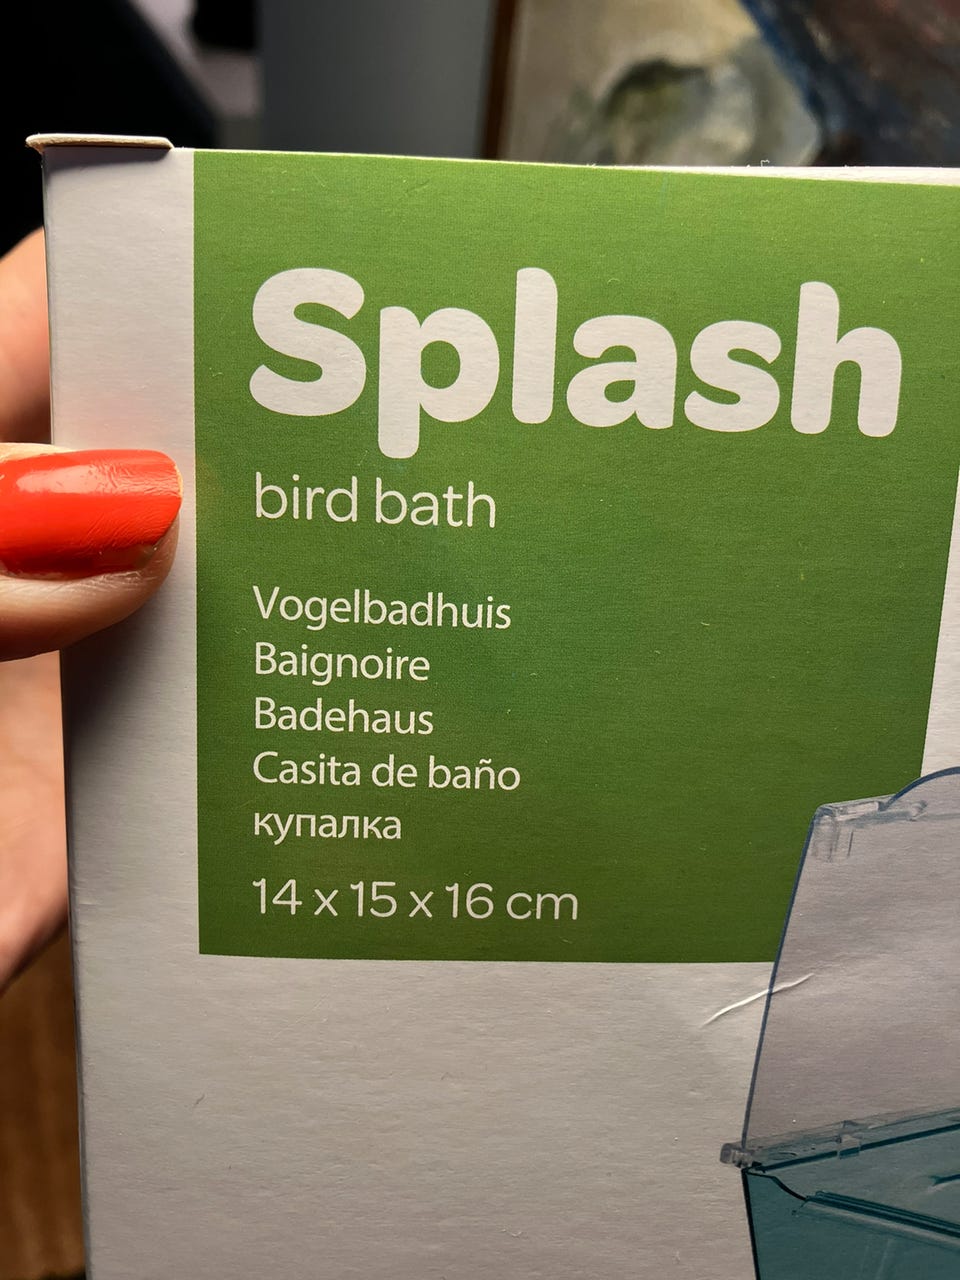 Splash
bird bath
Vogelbadhuis
Baignoire
Badehaus
Casita de baño
купалка
14 x 15 x 16 cm